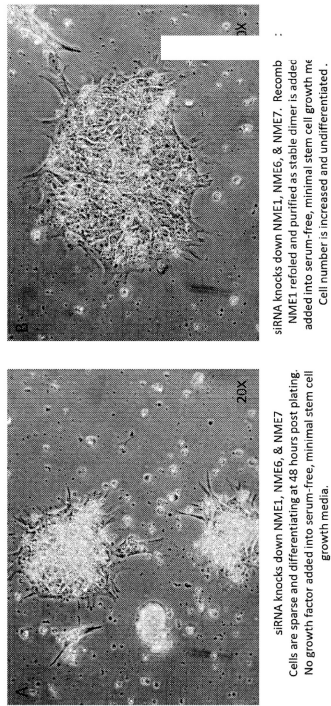 A
20X
siRNA knocks down NME1, NME6, & NME7
Cells are sparse and differentiating at 48 hours post plating.
No growth factor added into serum-free, minimal stem cell
growth media.
B
siRNA knocks down NME1, NME6, & NME7. Recomb
NME1 refoled and purified as stable dimer is added
added into serum-free, minimal stem cell growth me
Cell number is increased and undifferentiated.